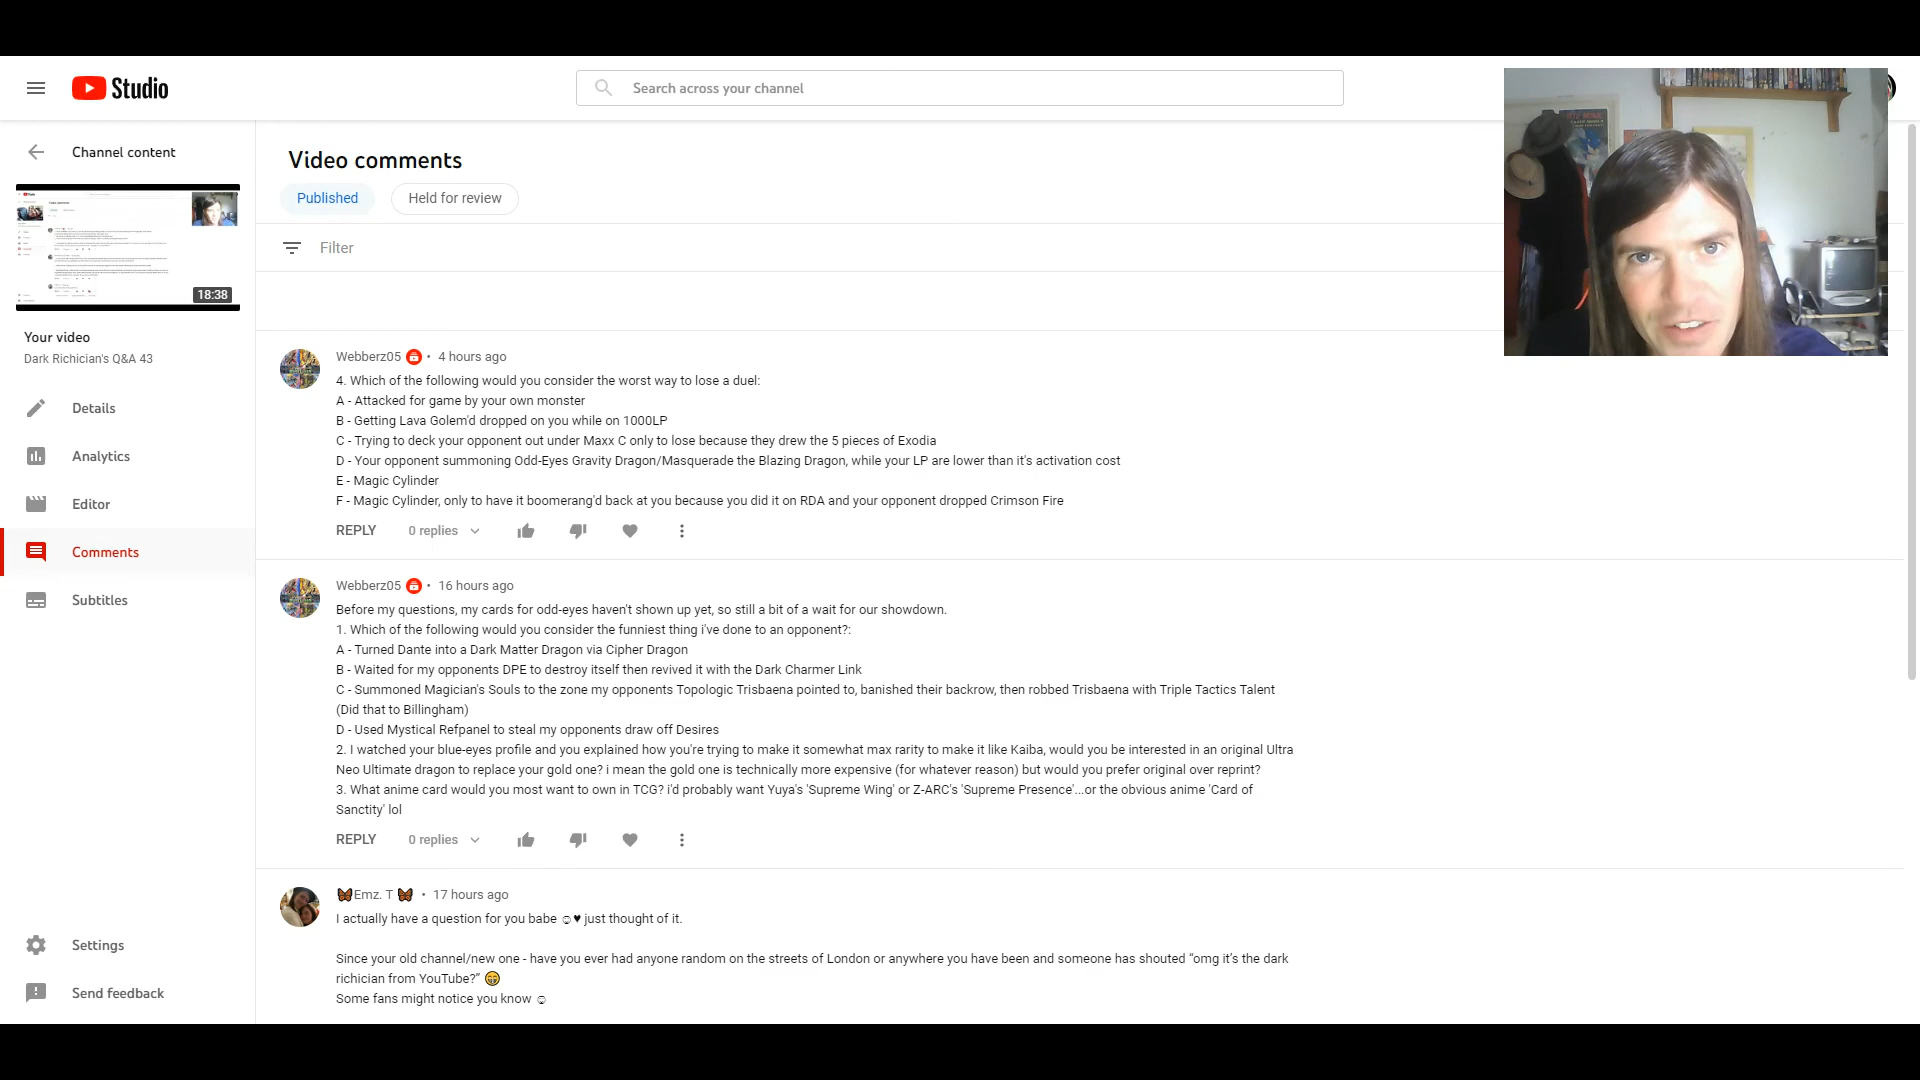 Studio
Search across your channel
Channel content
18:38
Your video
Dark Richician's Q&A 43
Details
Analytics
Editor
Comments
Subtitles
Settings
Send feedback
Video comments
Published
Held for review
Filter
Webberz05 • 4 hours ago
4. Which of the following would you consider the worst way to lose a duel:
A - Attacked for game by your own monster
B - Getting Lava Golem'd dropped on you while on 1000LP
C - Trying to deck your opponent out under Maxx C only to lose because they drew the 5 pieces of Exodia
D - Your opponent summoning Odd-Eyes Gravity Dragon/Masquerade the Blazing Dragon, while your LP are lower than it's activation cost
E - Magic Cylinder
F - Magic Cylinder, only to have it boomerang'd back at you because you did it on RDA and your opponent dropped Crimson Fire
REPLY 0 replies
Webberz05 • 16 hours ago
Before my questions, my cards for odd-eyes haven't shown up yet, so still a bit of a wait for our showdown.
1. Which of the following would you consider the funniest thing i've done to an opponent?:
A - Turned Dante into a Dark Matter Dragon via Cipher Dragon
B - Waited for my opponents DPE to destroy itself then revived it with the Dark Charmer Link
C - Summoned Magician's Souls to the zone my opponents Topologic Trisbaena pointed to, banished their backrow, then robbed Trisbaena with Triple Tactics Talent
(Did that to Billingham)
D - Used Mystical Refpanel to steal my opponents draw off Desires
2. I watched your blue-eyes profile and you explained how you're trying to make it somewhat max rarity to make it like Kaiba, would you be interested in an original Ultra
Neo Ultimate dragon to replace your gold one? i mean the gold one is technically more expensive (for whatever reason) but would you prefer original over reprint?
3. What anime card would you most want to own in TCG? i'd probably want Yuya's 'Supreme Wing' or Z-ARC's 'Supreme Presence'...or the obvious anime 'Card of
Sanctity' lol
REPLY 0 replies
🦋Emz. T 🦋 • 17 hours ago
I actually have a question for you babe ☺♥ just thought of it.
Since your old channel/new one - have you ever had anyone random on the streets of London or anywhere you have been and someone has shouted “omg it’s the dark
richician from YouTube?” 😁
Some fans might notice you know ☺